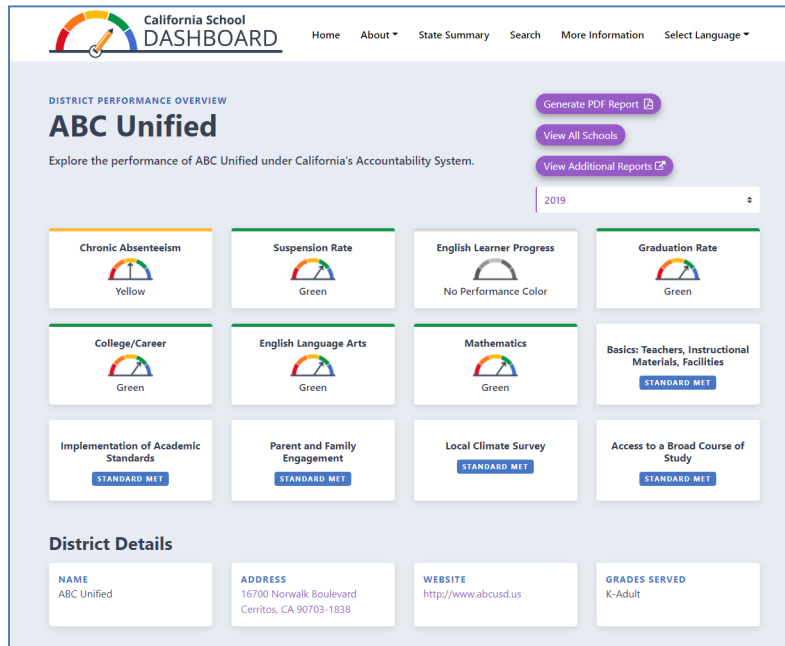 California School
DASHBOARD
Home About State Summary Search More Information Select Language
DISTRICT PERFORMANCE OVERVIEW
ABC Unified
Explore the performance of ABC Unified under California's Accountability System.
Generate PDF Report
View All Schools
View Additional Reports
2019
Chronic Absenteeism
Yellow
Suspension Rate
Green
English Learner Progress
No Performance Color
Graduation Rate
Green
College/Career
Green
English Language Arts
Green
Mathematics
Green
Basics: Teachers, Instructional
Materials, Facilities
STANDARD MET
Implementation of Academic
Standards
STANDARD MET
Parent and Family
Engagement
STANDARD MET
Local Climate Survey
STANDARD MET
Access to a Broad Course of
Study
STANDARD MET
District Details
NAME
ABC Unified
ADDRESS
16700 Norwalk Boulevard
Cerritos, CA 90703-1838
WEBSITE
http://www.abcusd.us
GRADES SERVED
K-Adult